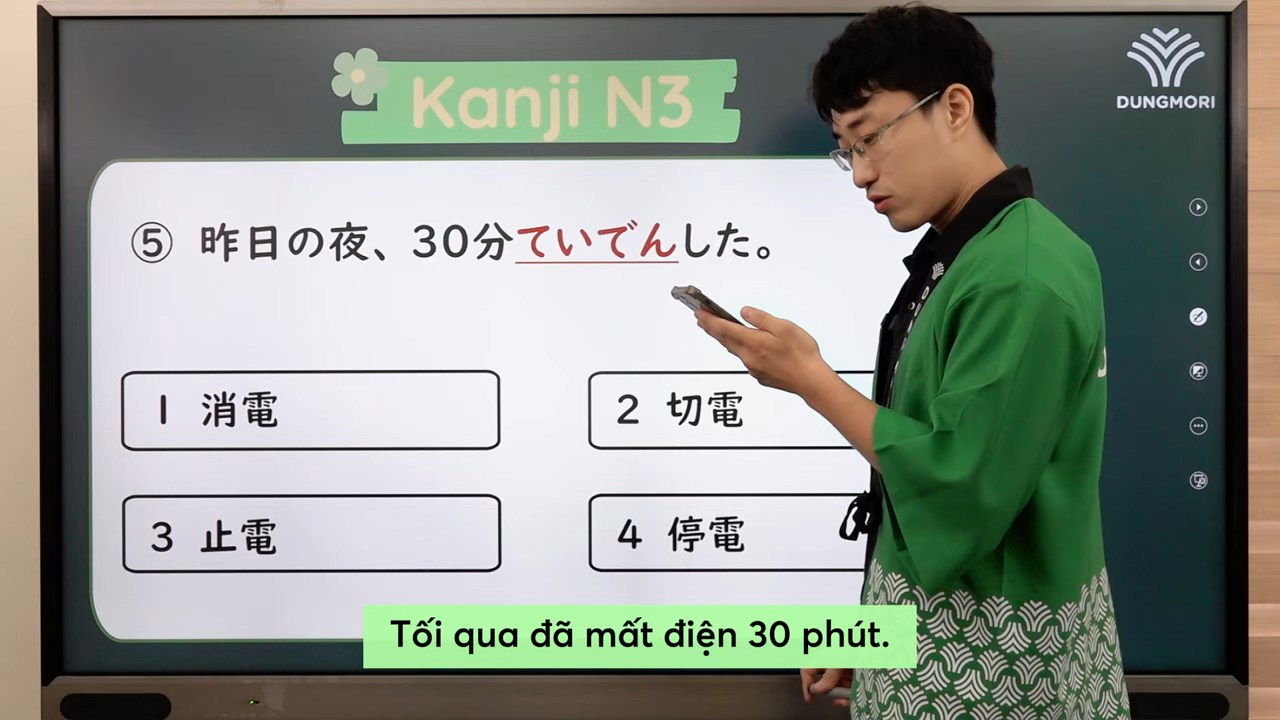 Kanji N3
DUNGMORI
⑤ 昨日の夜、30分ていでんした。
1 消電
2 切電
3 止電
4 停電
Tối qua đã mất điện 30 phút.